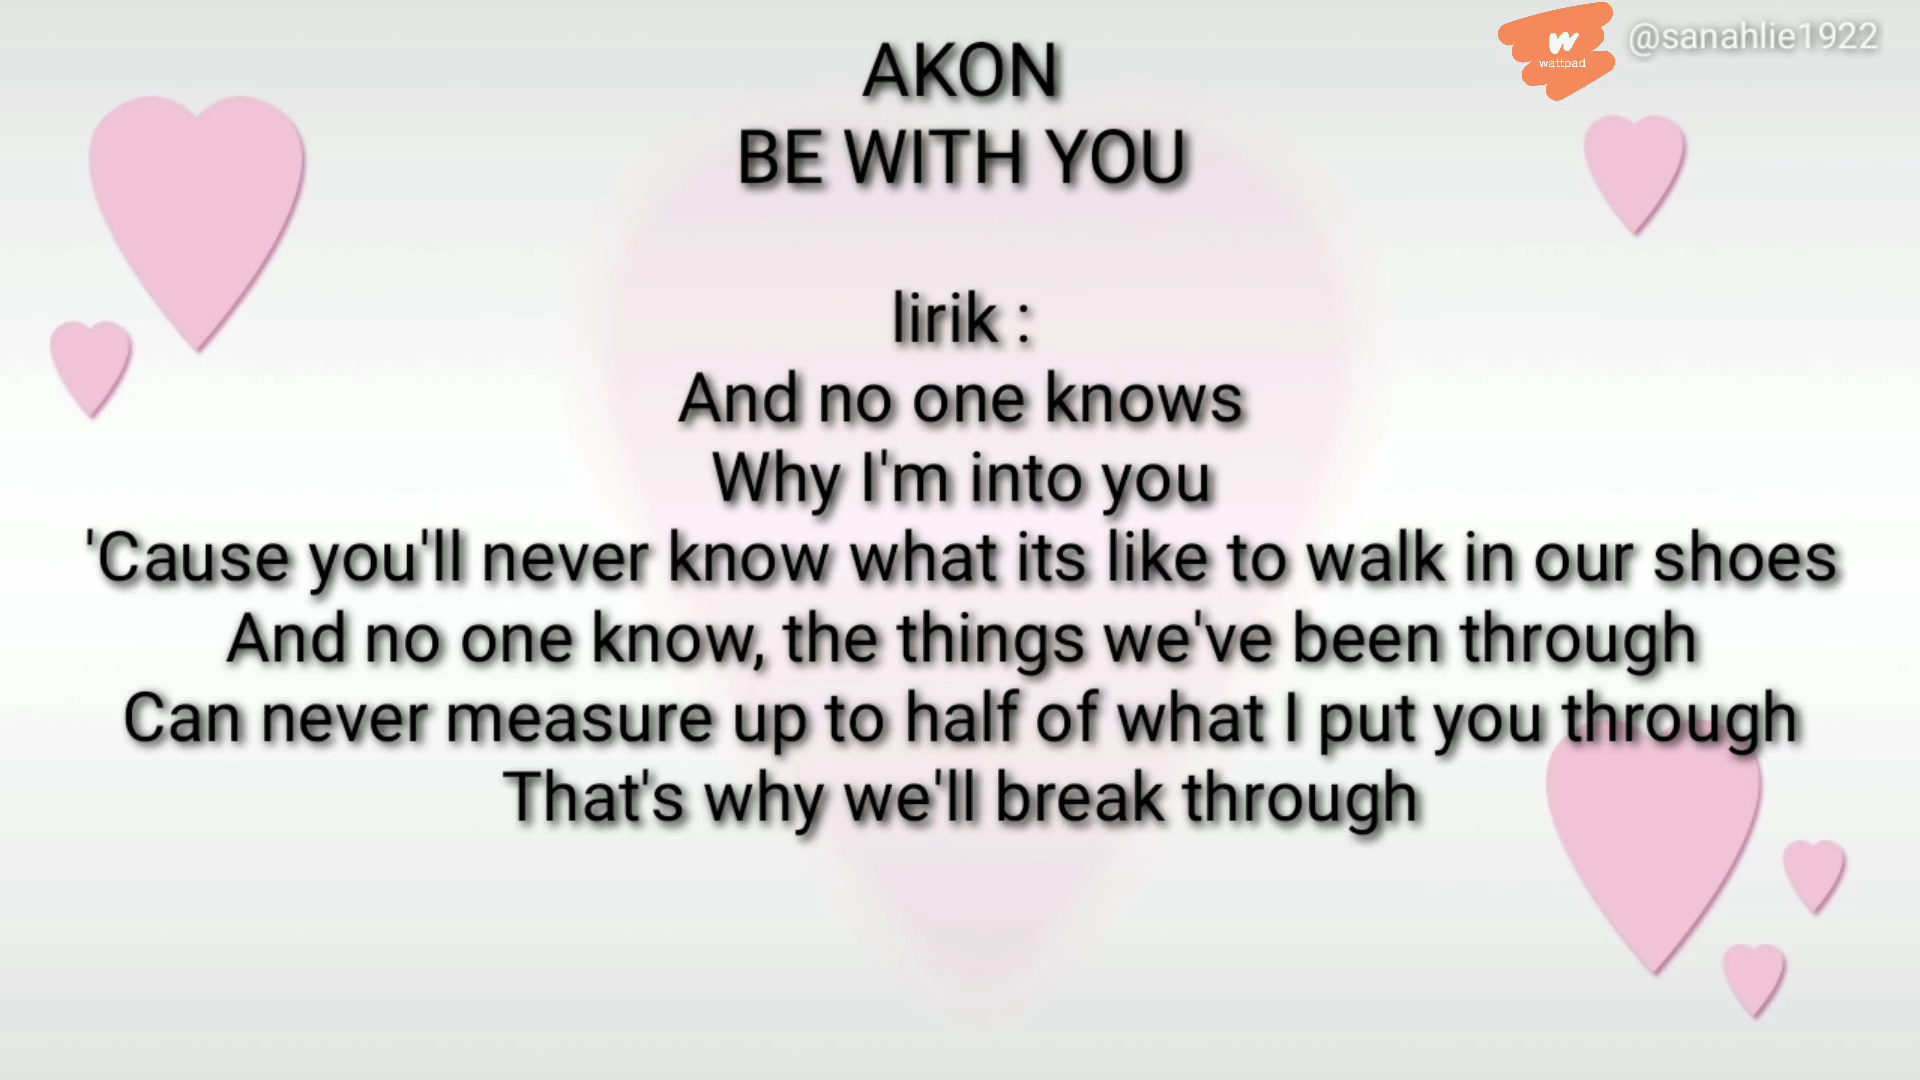 AKON
BE WITH YOU
lirik :
And no one knows
Why I'm into you
'Cause you'll never know what its like to walk in our shoes
And no one know, the things we've been through
Can never measure up to half of what I put you through
That's why we'll break through
w
wattpad
@sanahlie1922